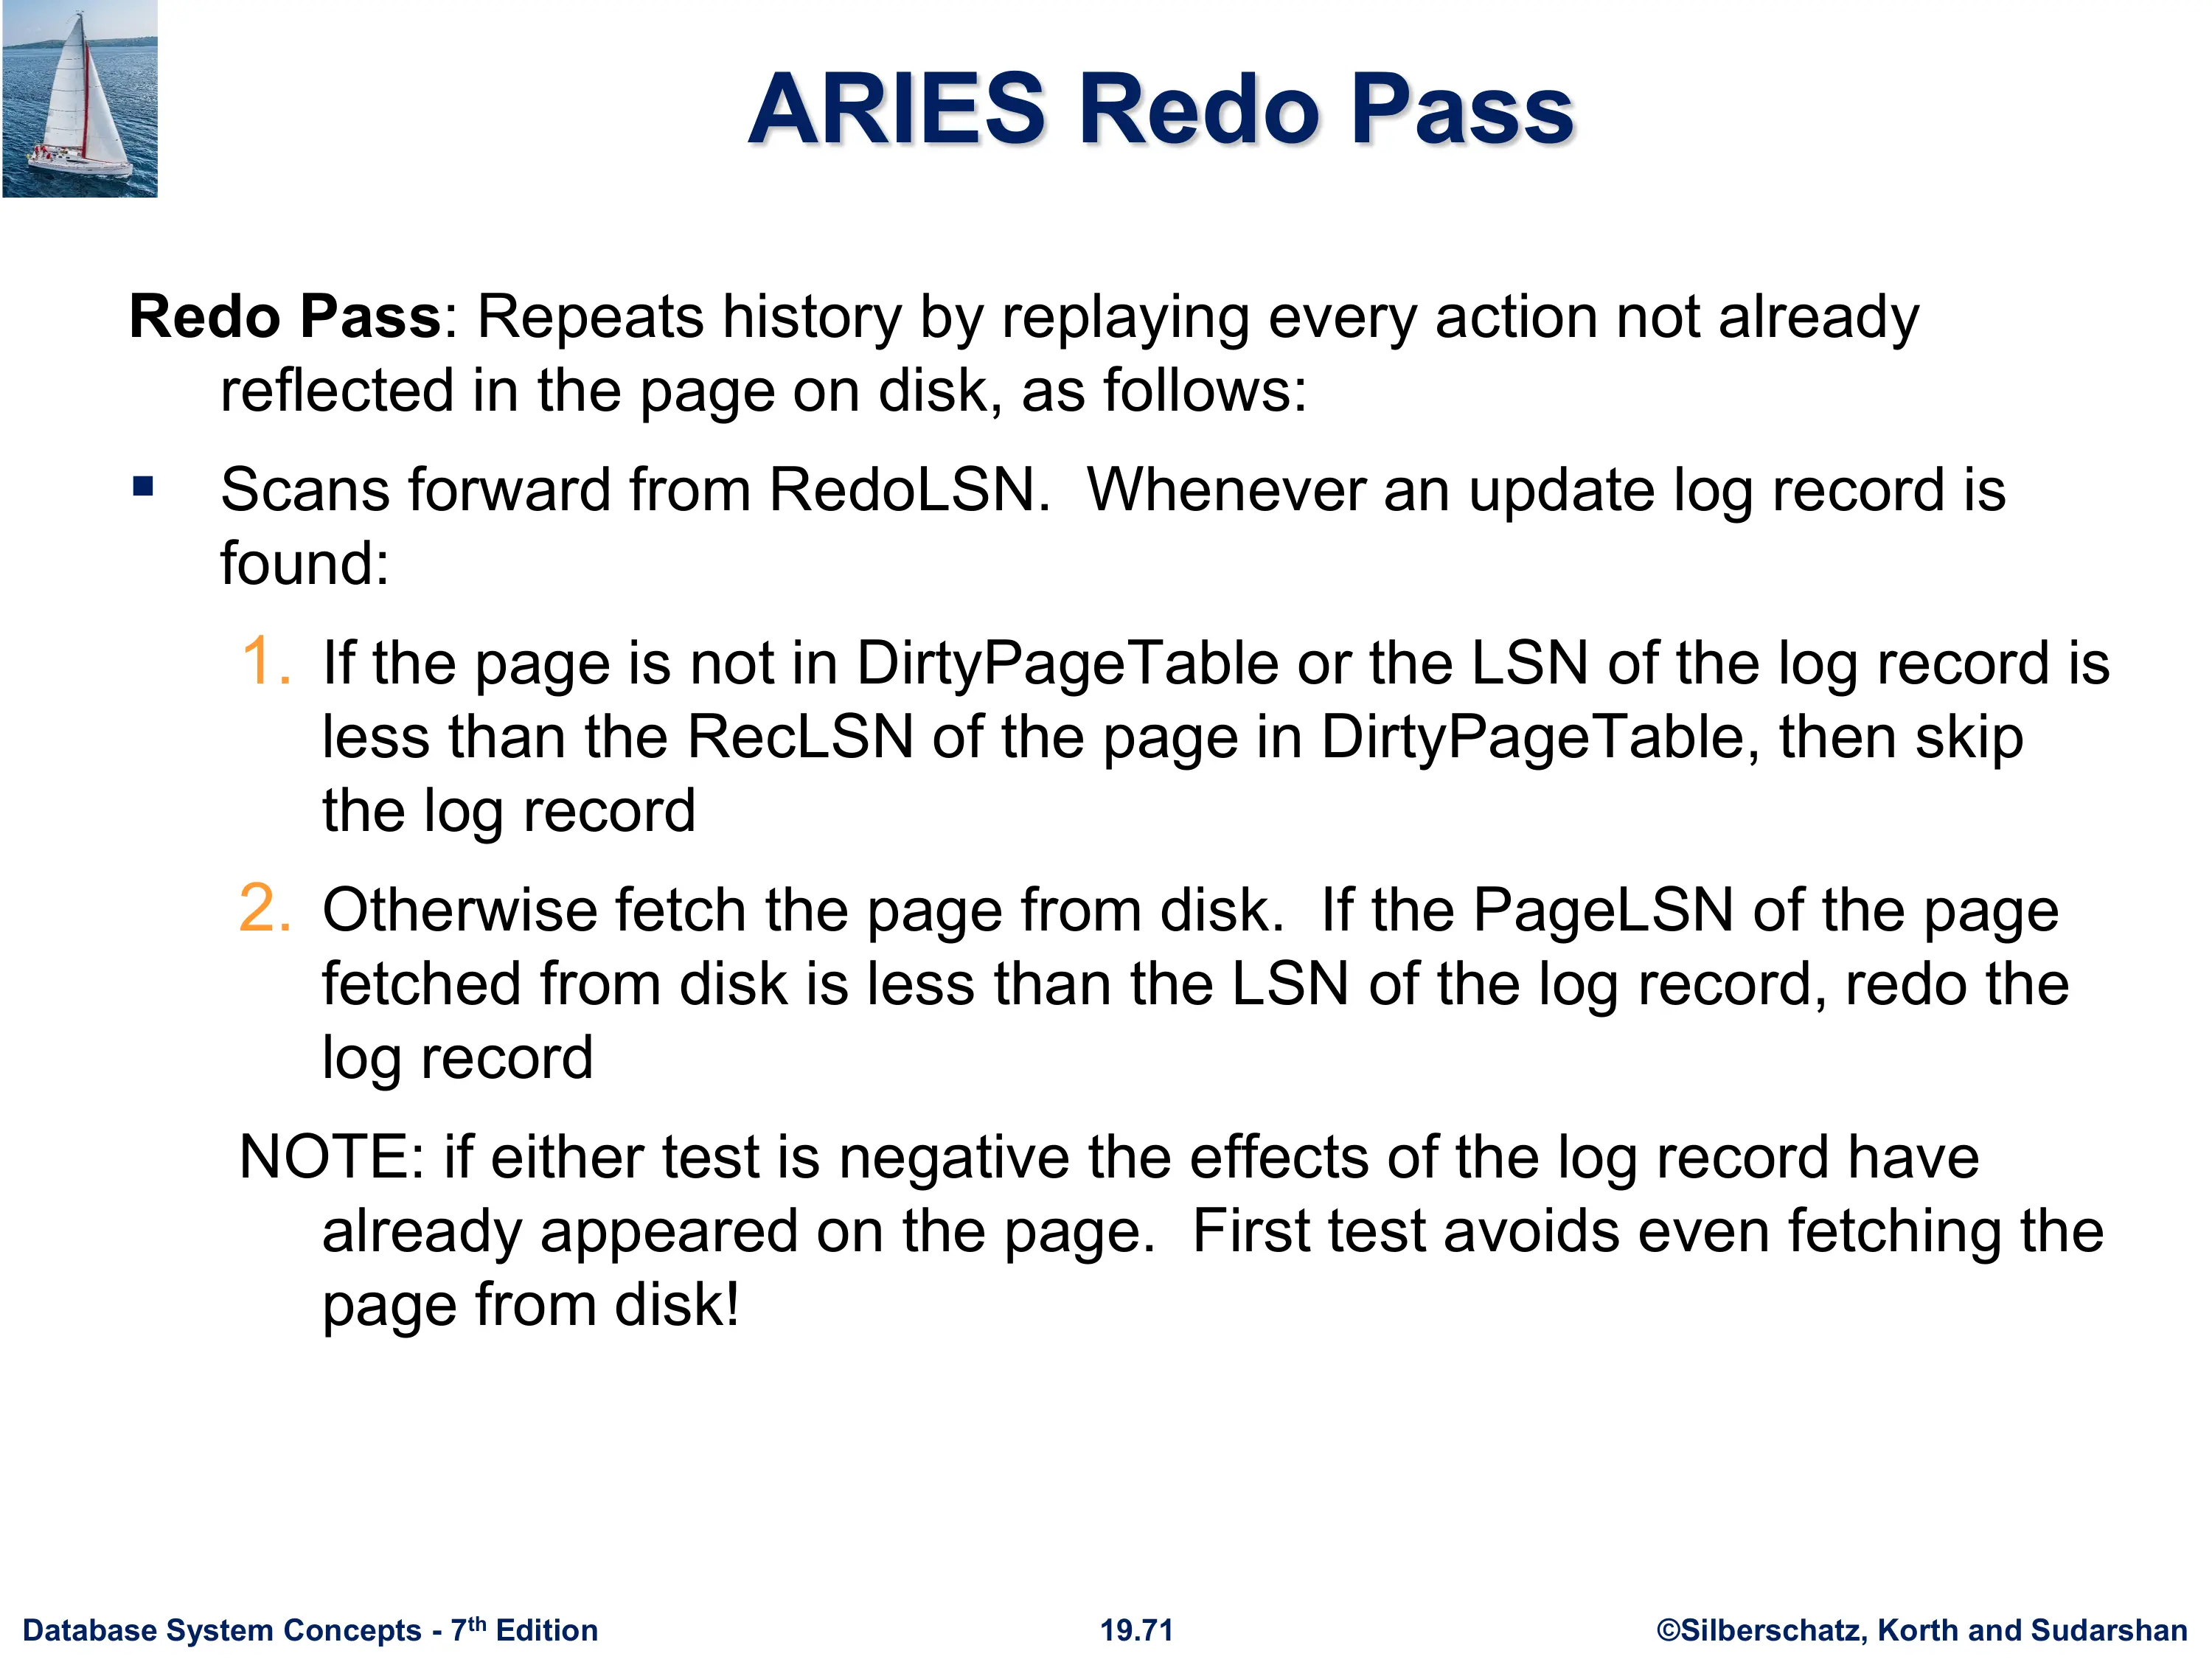 ARIES Redo Pass
Redo Pass: Repeats history by replaying every action not already
reflected in the page on disk, as follows:
▪ Scans forward from RedoLSN.  Whenever an update log record is
found:
1. If the page is not in DirtyPageTable or the LSN of the log record is
less than the RecLSN of the page in DirtyPageTable, then skip
the log record
2. Otherwise fetch the page from disk.  If the PageLSN of the page
fetched from disk is less than the LSN of the log record, redo the
log record
NOTE: if either test is negative the effects of the log record have
already appeared on the page.  First test avoids even fetching the
page from disk!
Database System Concepts - 7th Edition
19.71
©Silberschatz, Korth and Sudarshan